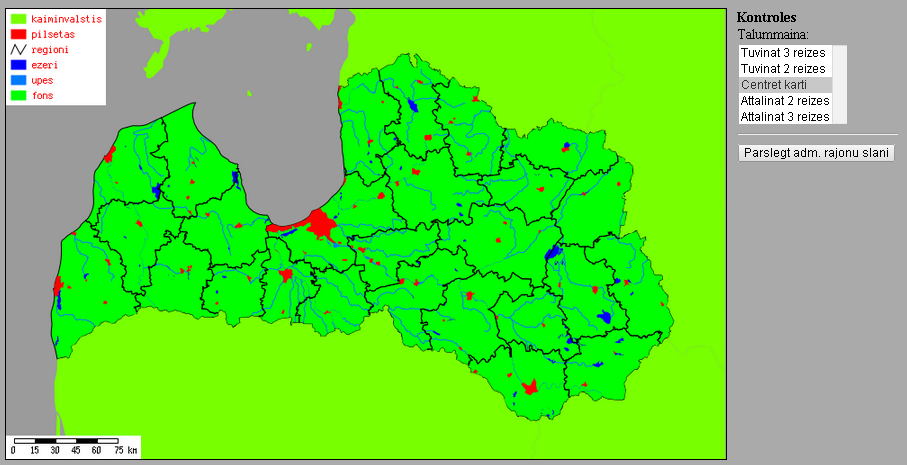 kaiminvalstis
pilsetas
regioni
ezeri
upes
fons
0 15 30 45 60 75 km
Kontroles
Talummaina:
Tuvinat 3 reizes
Tuvinat 2 reizes
Centret karti
Attalinat 2 reizes
Attalinat 3 reizes
Parslegt adm. rajonu slani